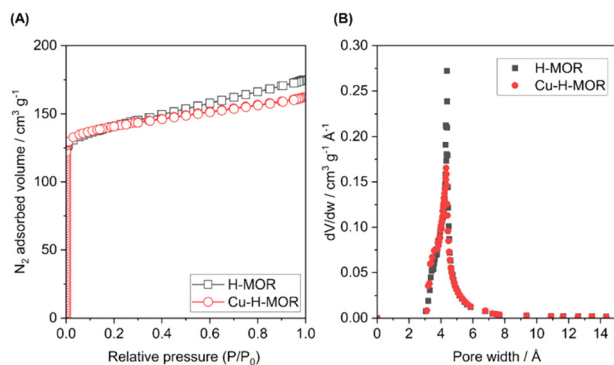 (A)
200
150
100
50
0
0.0 0.2 0.4 0.6 0.8 1.0
N₂ adsorbed volume / cm³ g⁻¹
Relative pressure (P/P₀)
H-MOR
Cu-H-MOR
(B)
0.30
0.25
0.20
0.15
0.10
0.05
0.00
0 2 4 6 8 10 12 14
dV/dw / cm³ g⁻¹ Å⁻¹
Pore width / Å
H-MOR
Cu-H-MOR